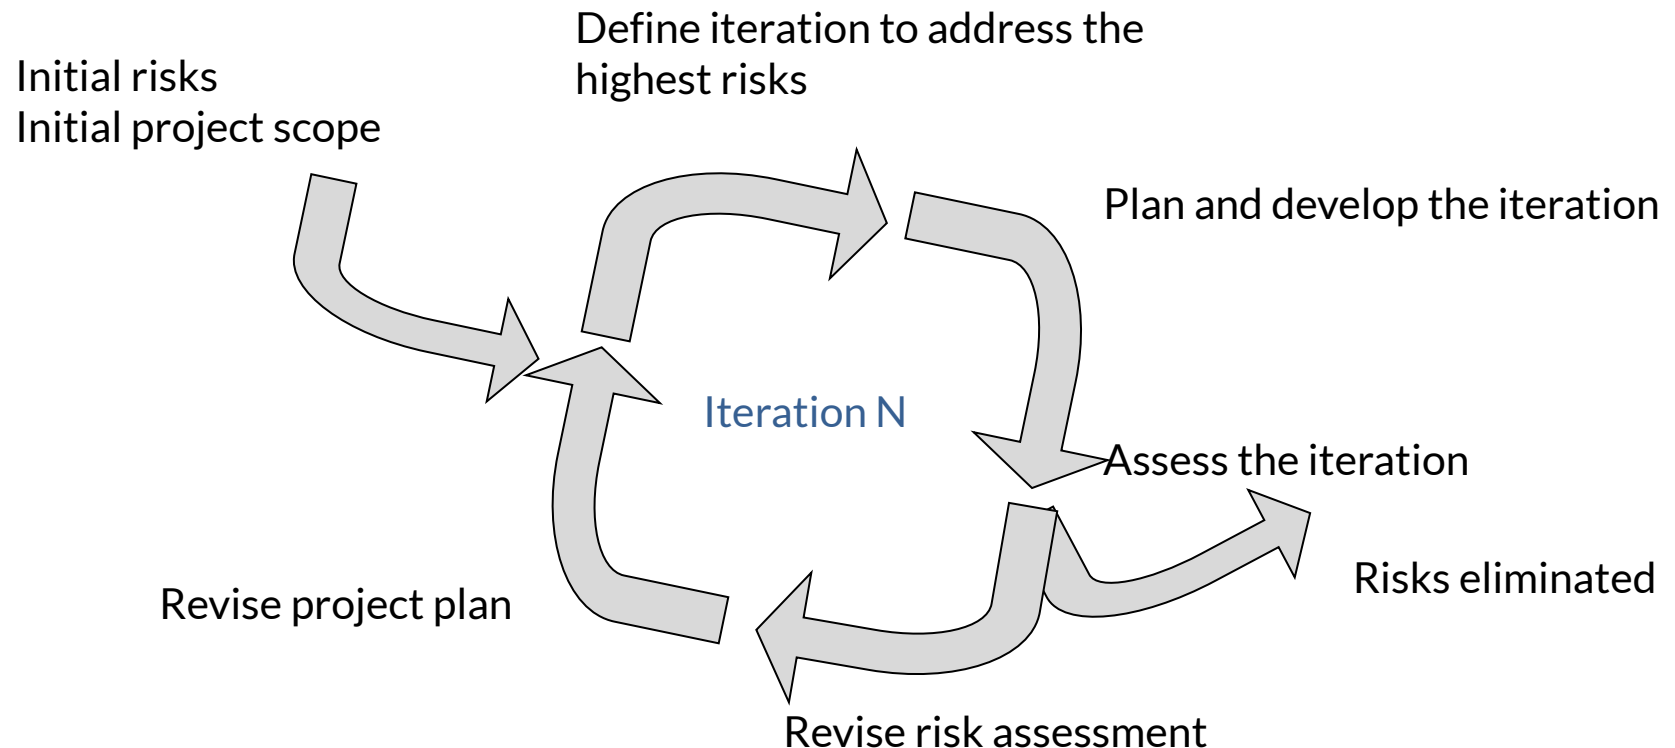 Define iteration to address the
highest risks
Initial risks
Initial project scope
Plan and develop the iteration
Iteration N
Assess the iteration
Risks eliminated
Revise project plan
Revise risk assessment